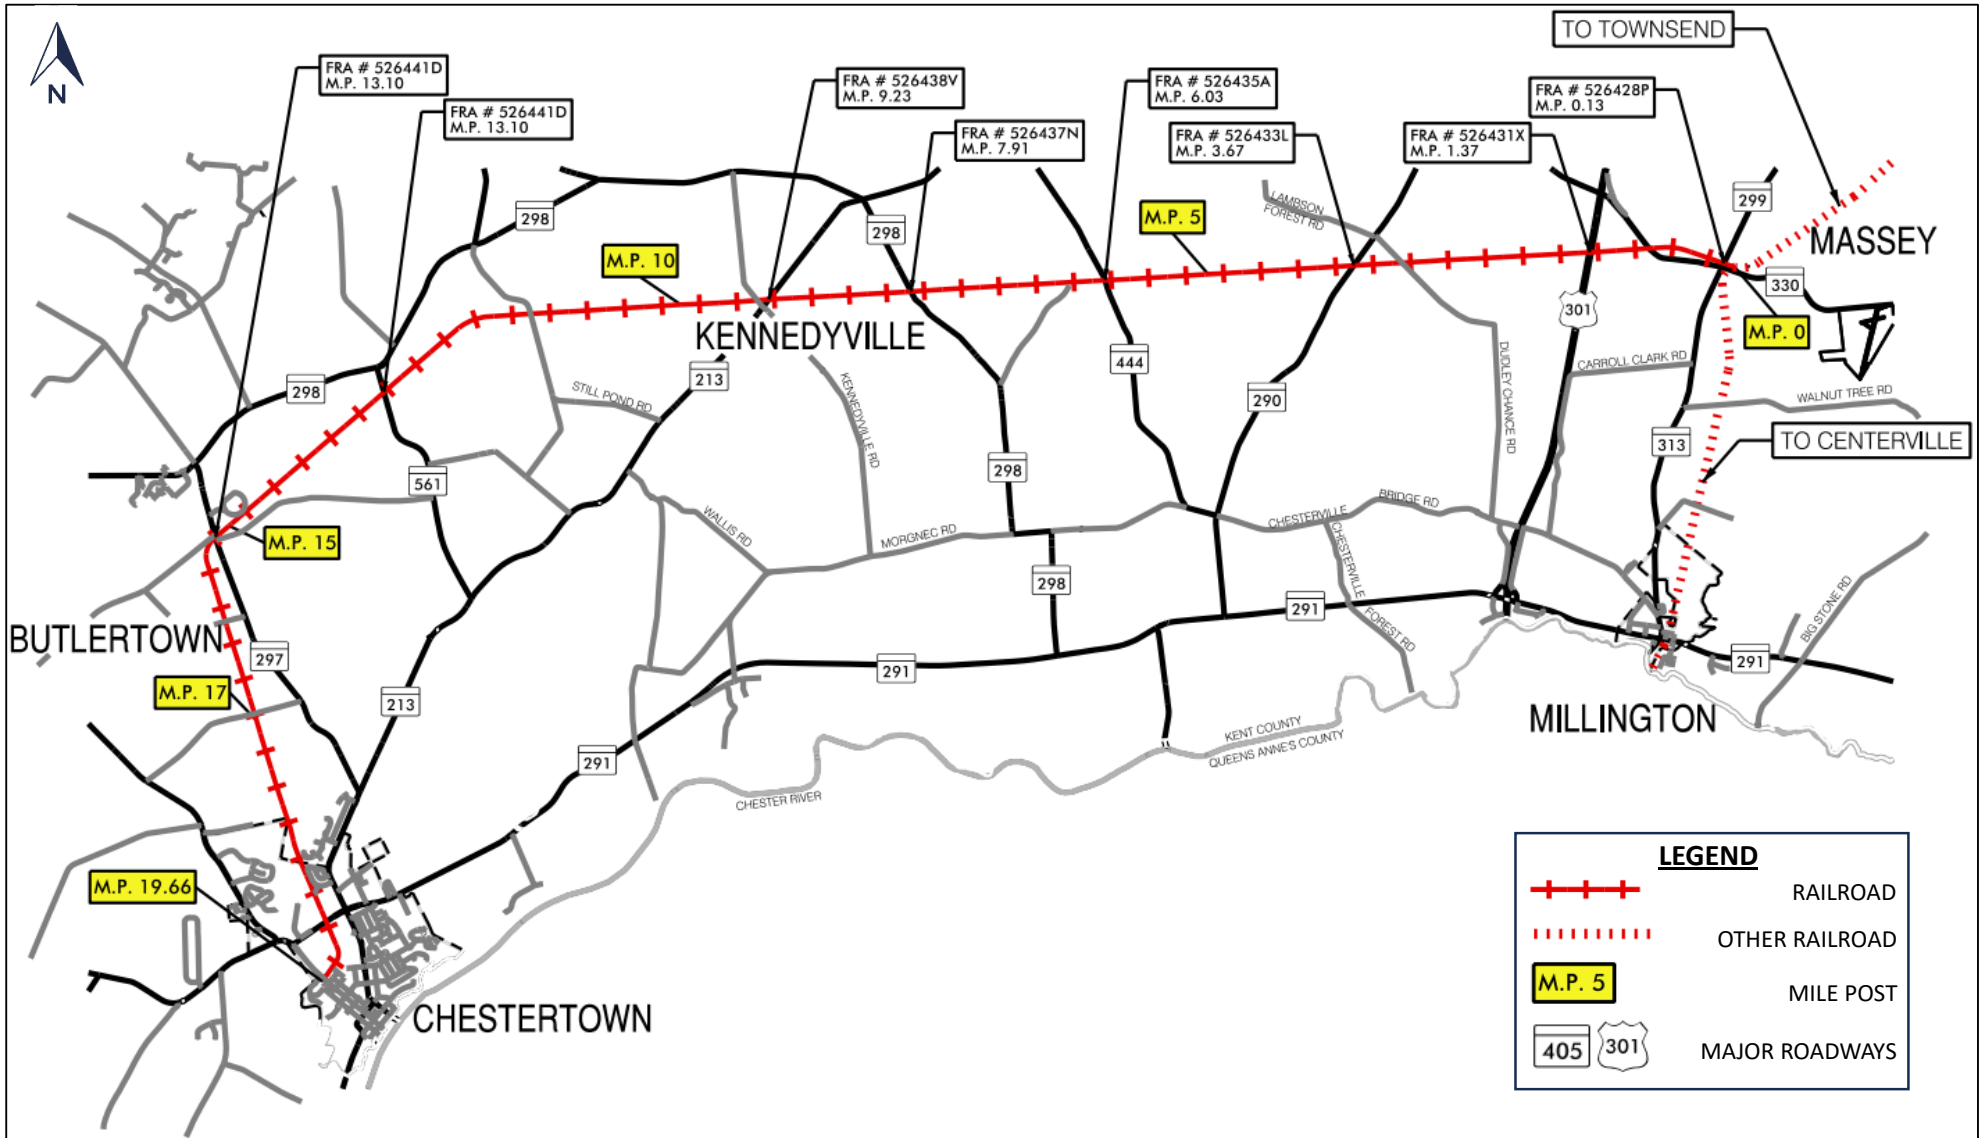 TO TOWNSEND
N
FRA # 526441D
M.P. 13.10
FRA # 526441D
M.P. 13.10
FRA # 526438V
M.P. 9.23
FRA # 526437N
M.P. 7.91
FRA # 526435A
M.P. 6.03
FRA # 526433L
M.P. 3.67
FRA # 526431X
M.P. 1.37
FRA # 526428P
M.P. 0.13
298
298
M.P. 5
LAMBSON
FOREST RD
299
MASSEY
M.P. 10
KENNEDYVILLE
301
330
M.P. 0
298
STILL POND RD
213
KENNEDYVILLE RD
444
290
DUDLEY CHANCE RD
CARROLL CLARK RD
WALNUT TREE RD
313
TO CENTERVILLE
561
298
WALLIS RD
MORGNEC RD
CHESTERVILLE
BRIDGE RD
M.P. 15
298
CHESTERVILLE
FOREST RD
291
BIG STONE RD
BUTLERTOWN
297
291
291
M.P. 17
213
MILLINGTON
KENT COUNTY
QUEENS ANNE'S COUNTY
291
CHESTER RIVER
M.P. 19.66
CHESTERTOWN
LEGEND
RAILROAD
OTHER RAILROAD
M.P. 5
MILE POST
405
301
MAJOR ROADWAYS